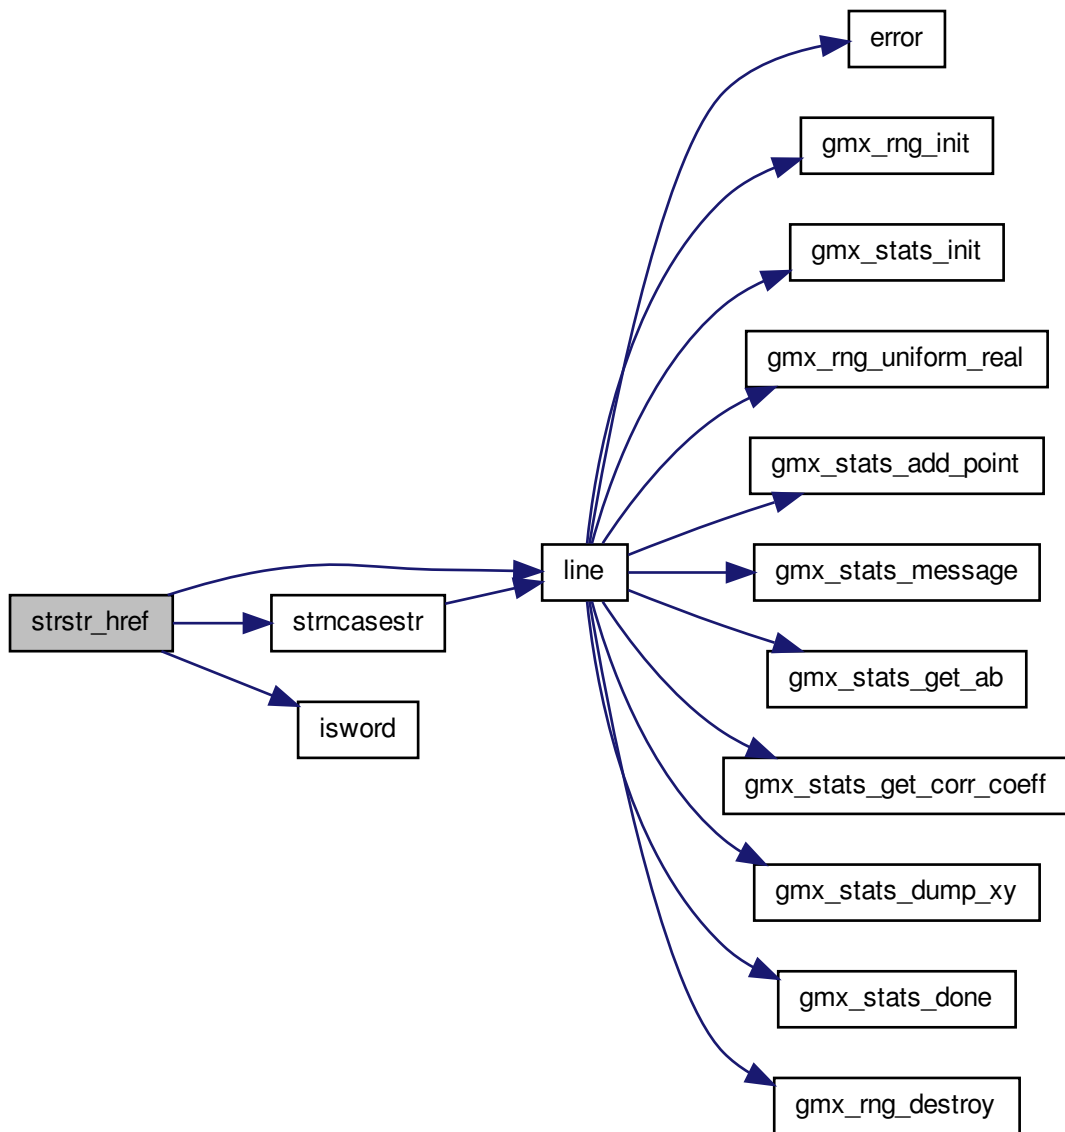 error
gmx_rng_init
gmx_stats_init
gmx_rng_uniform_real
gmx_stats_add_point
line
gmx_stats_message
strstr_href
strncasestr
gmx_stats_get_ab
isword
gmx_stats_get_corr_coeff
gmx_stats_dump_xy
gmx_stats_done
gmx_rng_destroy